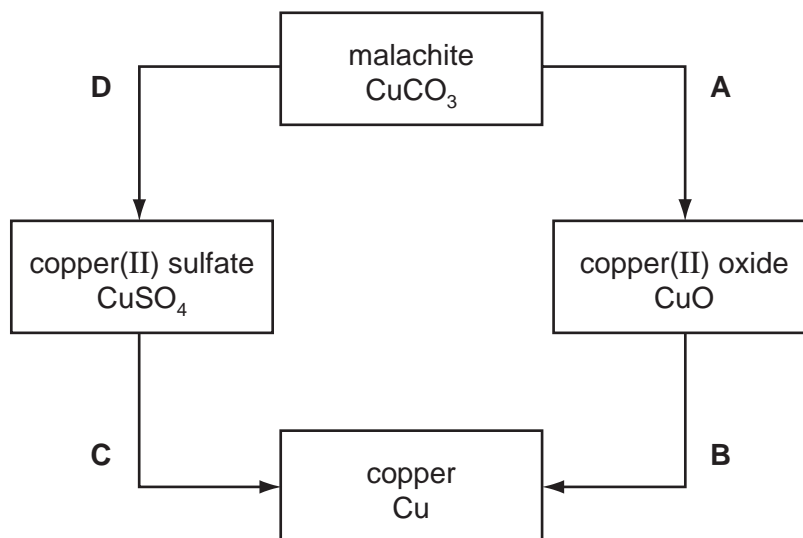 malachite
CuCO₃
D
A
copper(II) sulfate
CuSO₄
copper(II) oxide
CuO
C
B
copper
Cu